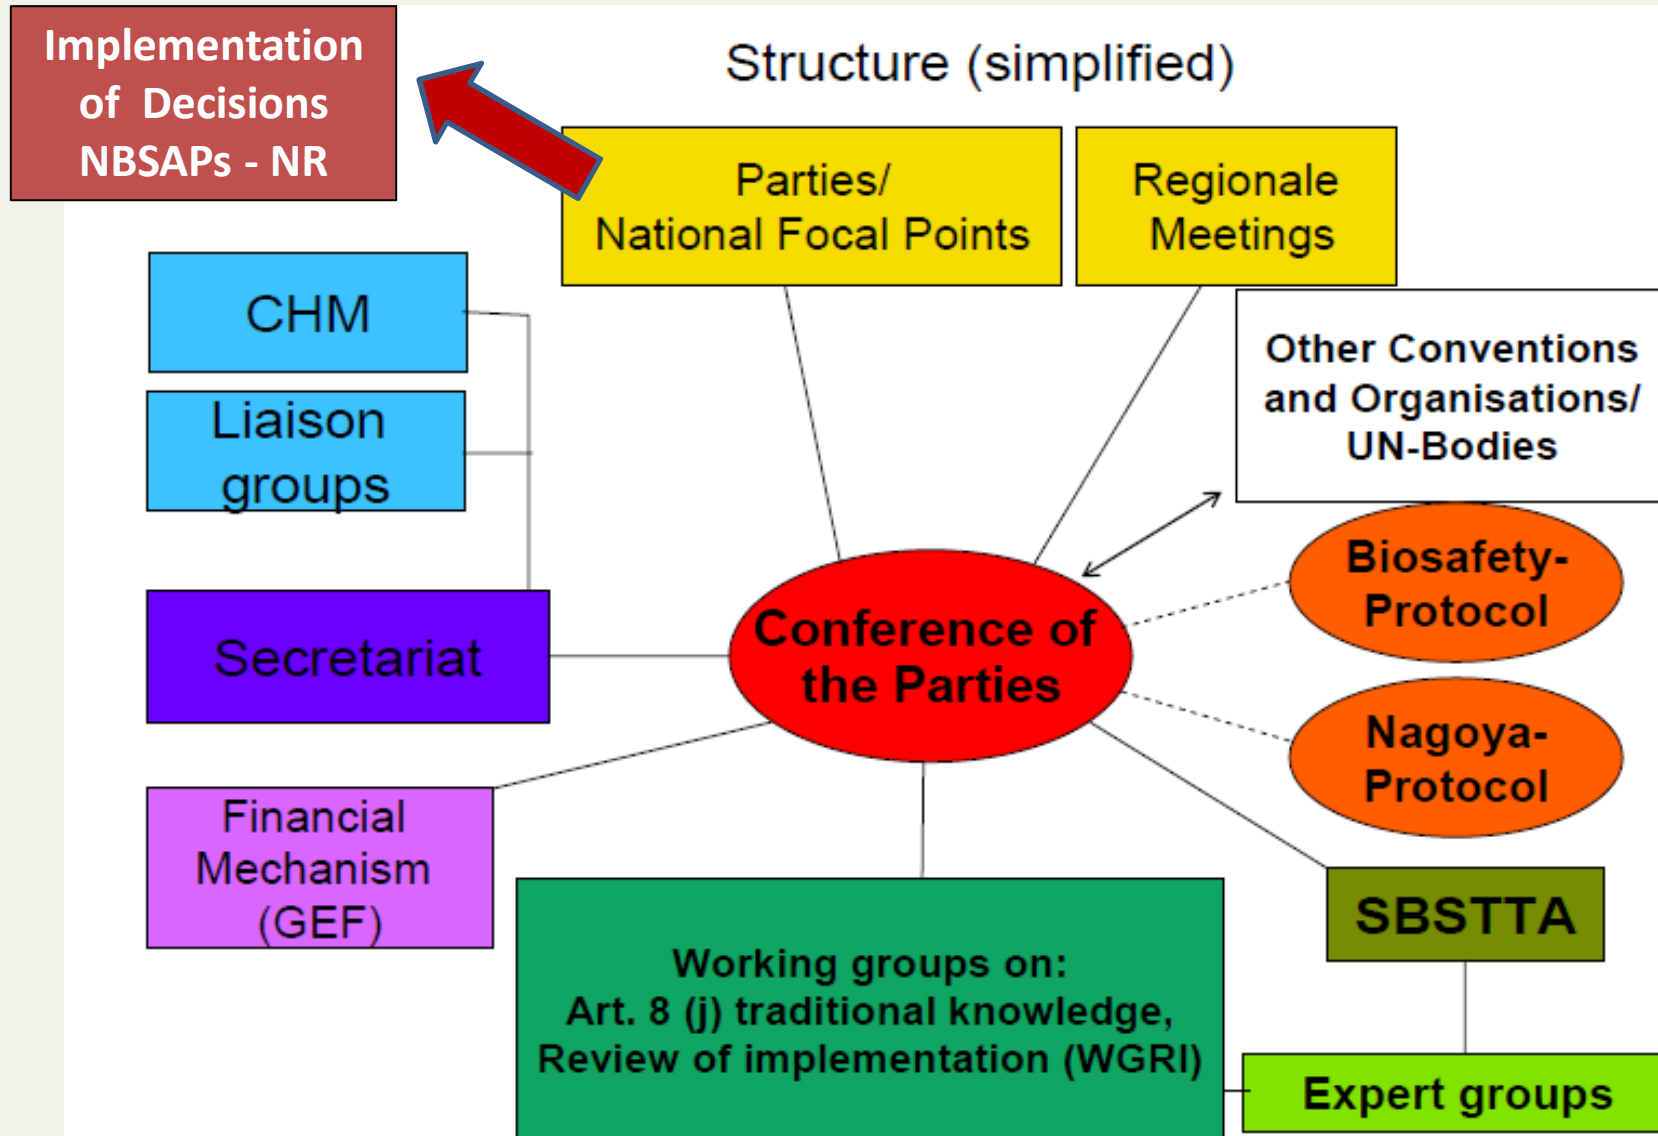 Implementation
of Decisions
NBSAPs - NR
Structure (simplified)
Parties/
National Focal Points
Regionale
Meetings
CHM
Liaison
groups
Other Conventions
and Organisations/
UN-Bodies
Biosafety-
Protocol
Conference of
the Parties
Secretariat
Nagoya-
Protocol
Financial
Mechanism
(GEF)
SBSTTA
Working groups on:
Art. 8 (j) traditional knowledge,
Review of implementation (WGRI)
Expert groups